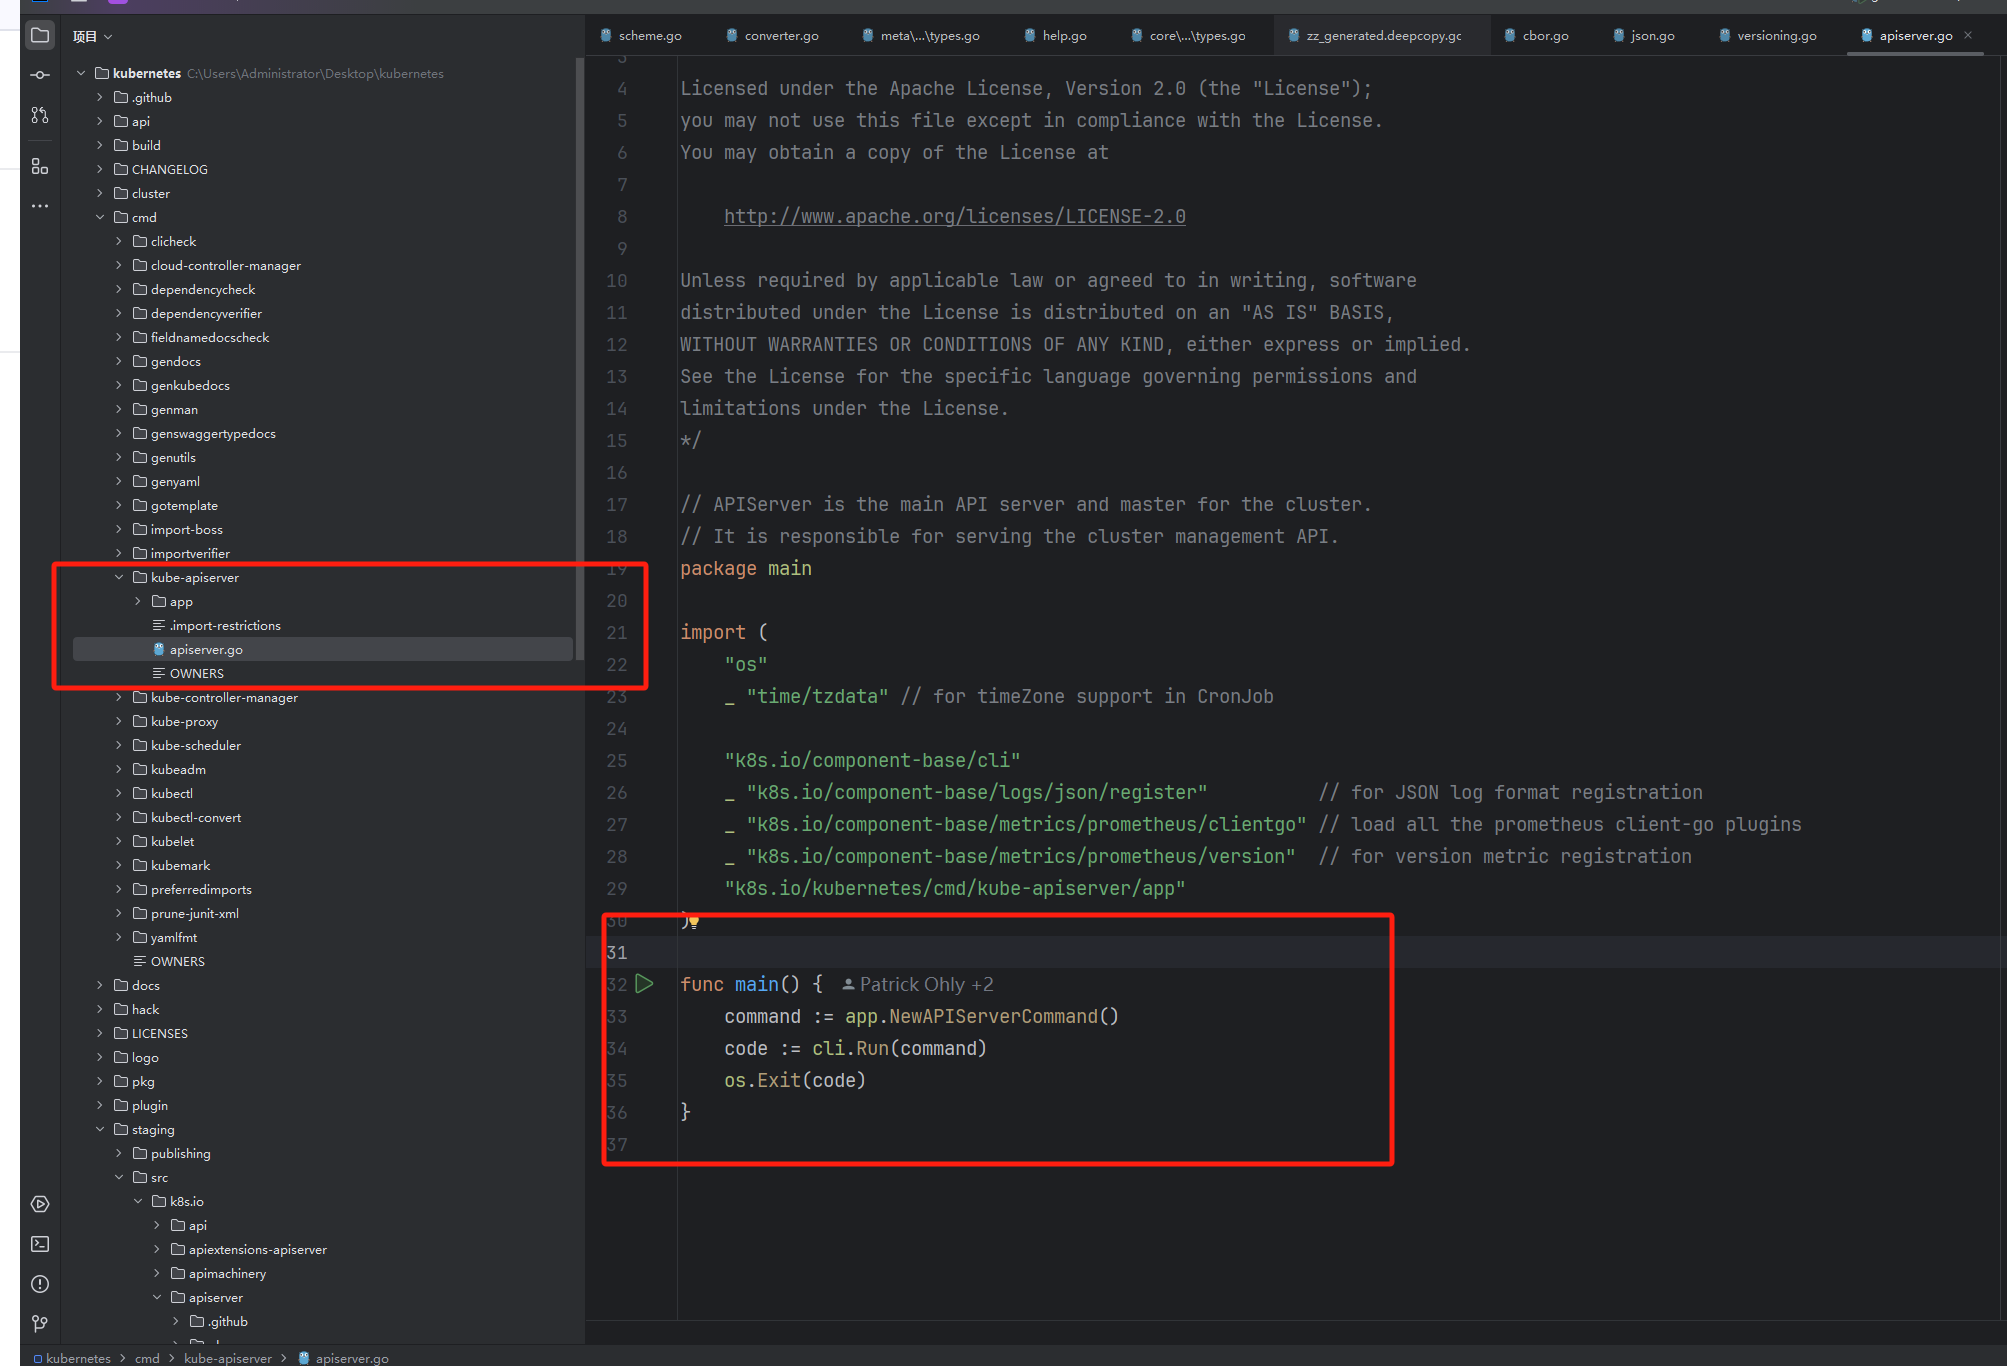 项目
kubernetes C:\Users\Administrator\Desktop\kubernetes
.github
api
build
CHANGELOG
cluster
cmd
clicheck
cloud-controller-manager
dependencycheck
dependencyverifier
fieldnamedocscheck
gendocs
genkubedocs
genman
genswaggertypedocs
genutils
genyaml
gotemplate
import-boss
importverifier
kube-apiserver
app
.import-restrictions
apiserver.go
OWNERS
kube-controller-manager
kube-proxy
kube-scheduler
kubeadm
kubectl
kubectl-convert
kubelet
kubemark
preferredimports
prune-junit-xml
yamlfmt
OWNERS
docs
hack
LICENSES
logo
pkg
plugin
staging
publishing
src
k8s.io
api
apiextensions-apiserver
apimachinery
apiserver
.github
scheme.go converter.go meta\...\types.go help.go core\...\types.go zz_generated.deepcopy.go cbor.go json.go versioning.go apiserver.go
3
4 Licensed under the Apache License, Version 2.0 (the "License");
5 you may not use this file except in compliance with the License.
6 You may obtain a copy of the License at
7
8 http://www.apache.org/licenses/LICENSE-2.0
9
10 Unless required by applicable law or agreed to in writing, software
11 distributed under the License is distributed on an "AS IS" BASIS,
12 WITHOUT WARRANTIES OR CONDITIONS OF ANY KIND, either express or implied.
13 See the License for the specific language governing permissions and
14 limitations under the License.
15 */
16
17 // APIServer is the main API server and master for the cluster.
18 // It is responsible for serving the cluster management API.
19 package main
20
21 import (
22 "os"
23 _ "time/tzdata" // for timeZone support in CronJob
24
25 "k8s.io/component-base/cli"
26 _ "k8s.io/component-base/logs/json/register" // for JSON log format registration
27 _ "k8s.io/component-base/metrics/prometheus/clientgo" // load all the prometheus client-go plugins
28 _ "k8s.io/component-base/metrics/prometheus/version" // for version metric registration
29 "k8s.io/kubernetes/cmd/kube-apiserver/app"
30 )
31
32 func main() { Patrick Ohly +2
33 command := app.NewAPIServerCommand()
34 code := cli.Run(command)
35 os.Exit(code)
36 }
37
kubernetes > cmd > kube-apiserver > apiserver.go